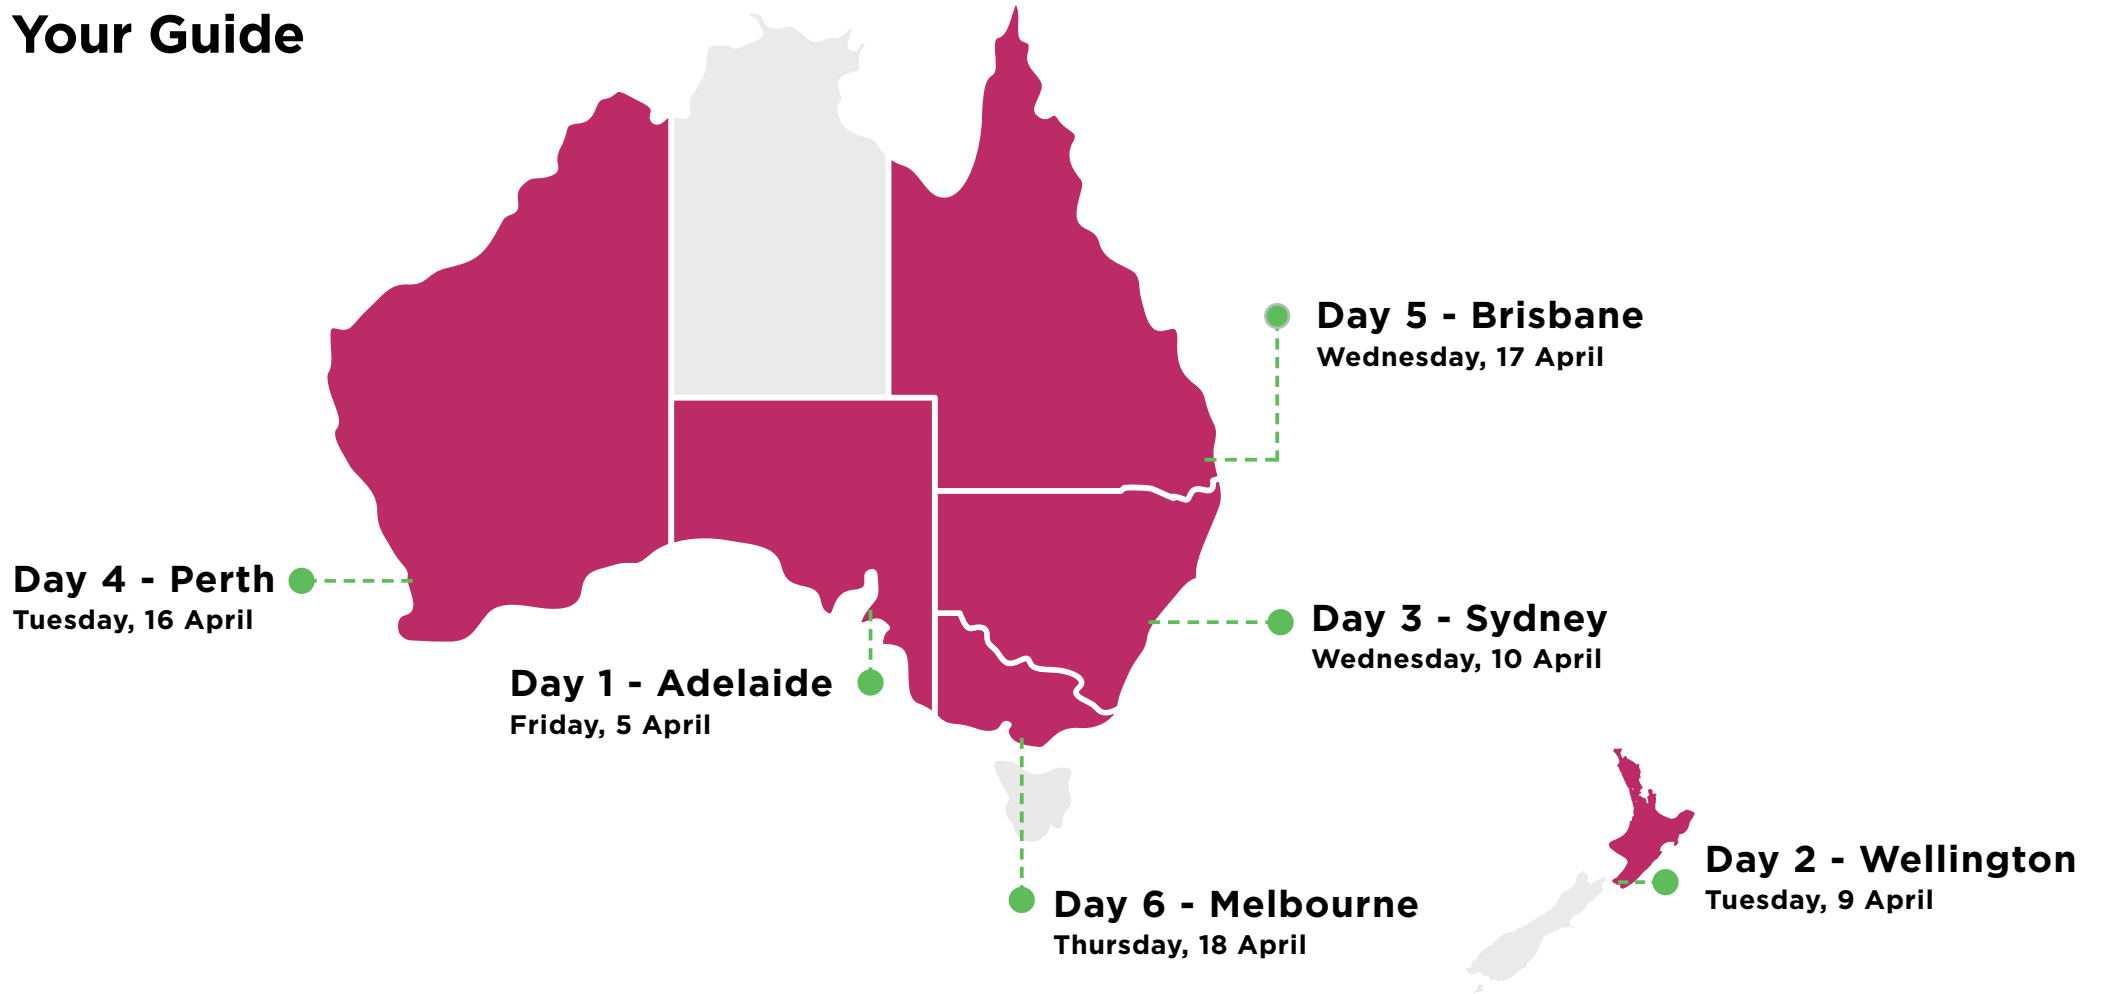 Your Guide
Day 5 - Brisbane
Wednesday, 17 April
Day 4 - Perth
Tuesday, 16 April
Day 3 - Sydney
Wednesday, 10 April
Day 1 - Adelaide
Friday, 5 April
Day 2 - Wellington
Tuesday, 9 April
Day 6 - Melbourne
Thursday, 18 April